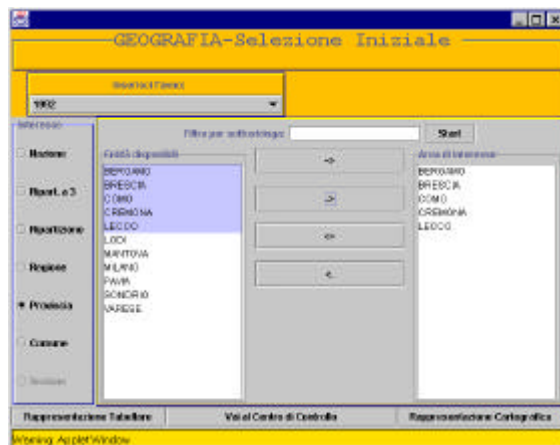 GEOGRAFIA-Selezione Iniziale
1992
Interesse
Filtro per sottostringa:
Start
Nazione
Ripart. a 3
Ripartizione
Regione
Provincia
Comune
Entità disponibili
BERGAMO
BRESCIA
COMO
CREMONA
LECCO
LODI
MANTOVA
MILANO
PAVIA
SONDRIO
VARESE
->
<-
Area di Interesse
BERGAMO
BRESCIA
COMO
CREMONA
LECCO
Rappresentazione Tabellare
Vai al Centro di Controllo
Rappresentazione Cartografica
Warning: Applet Window